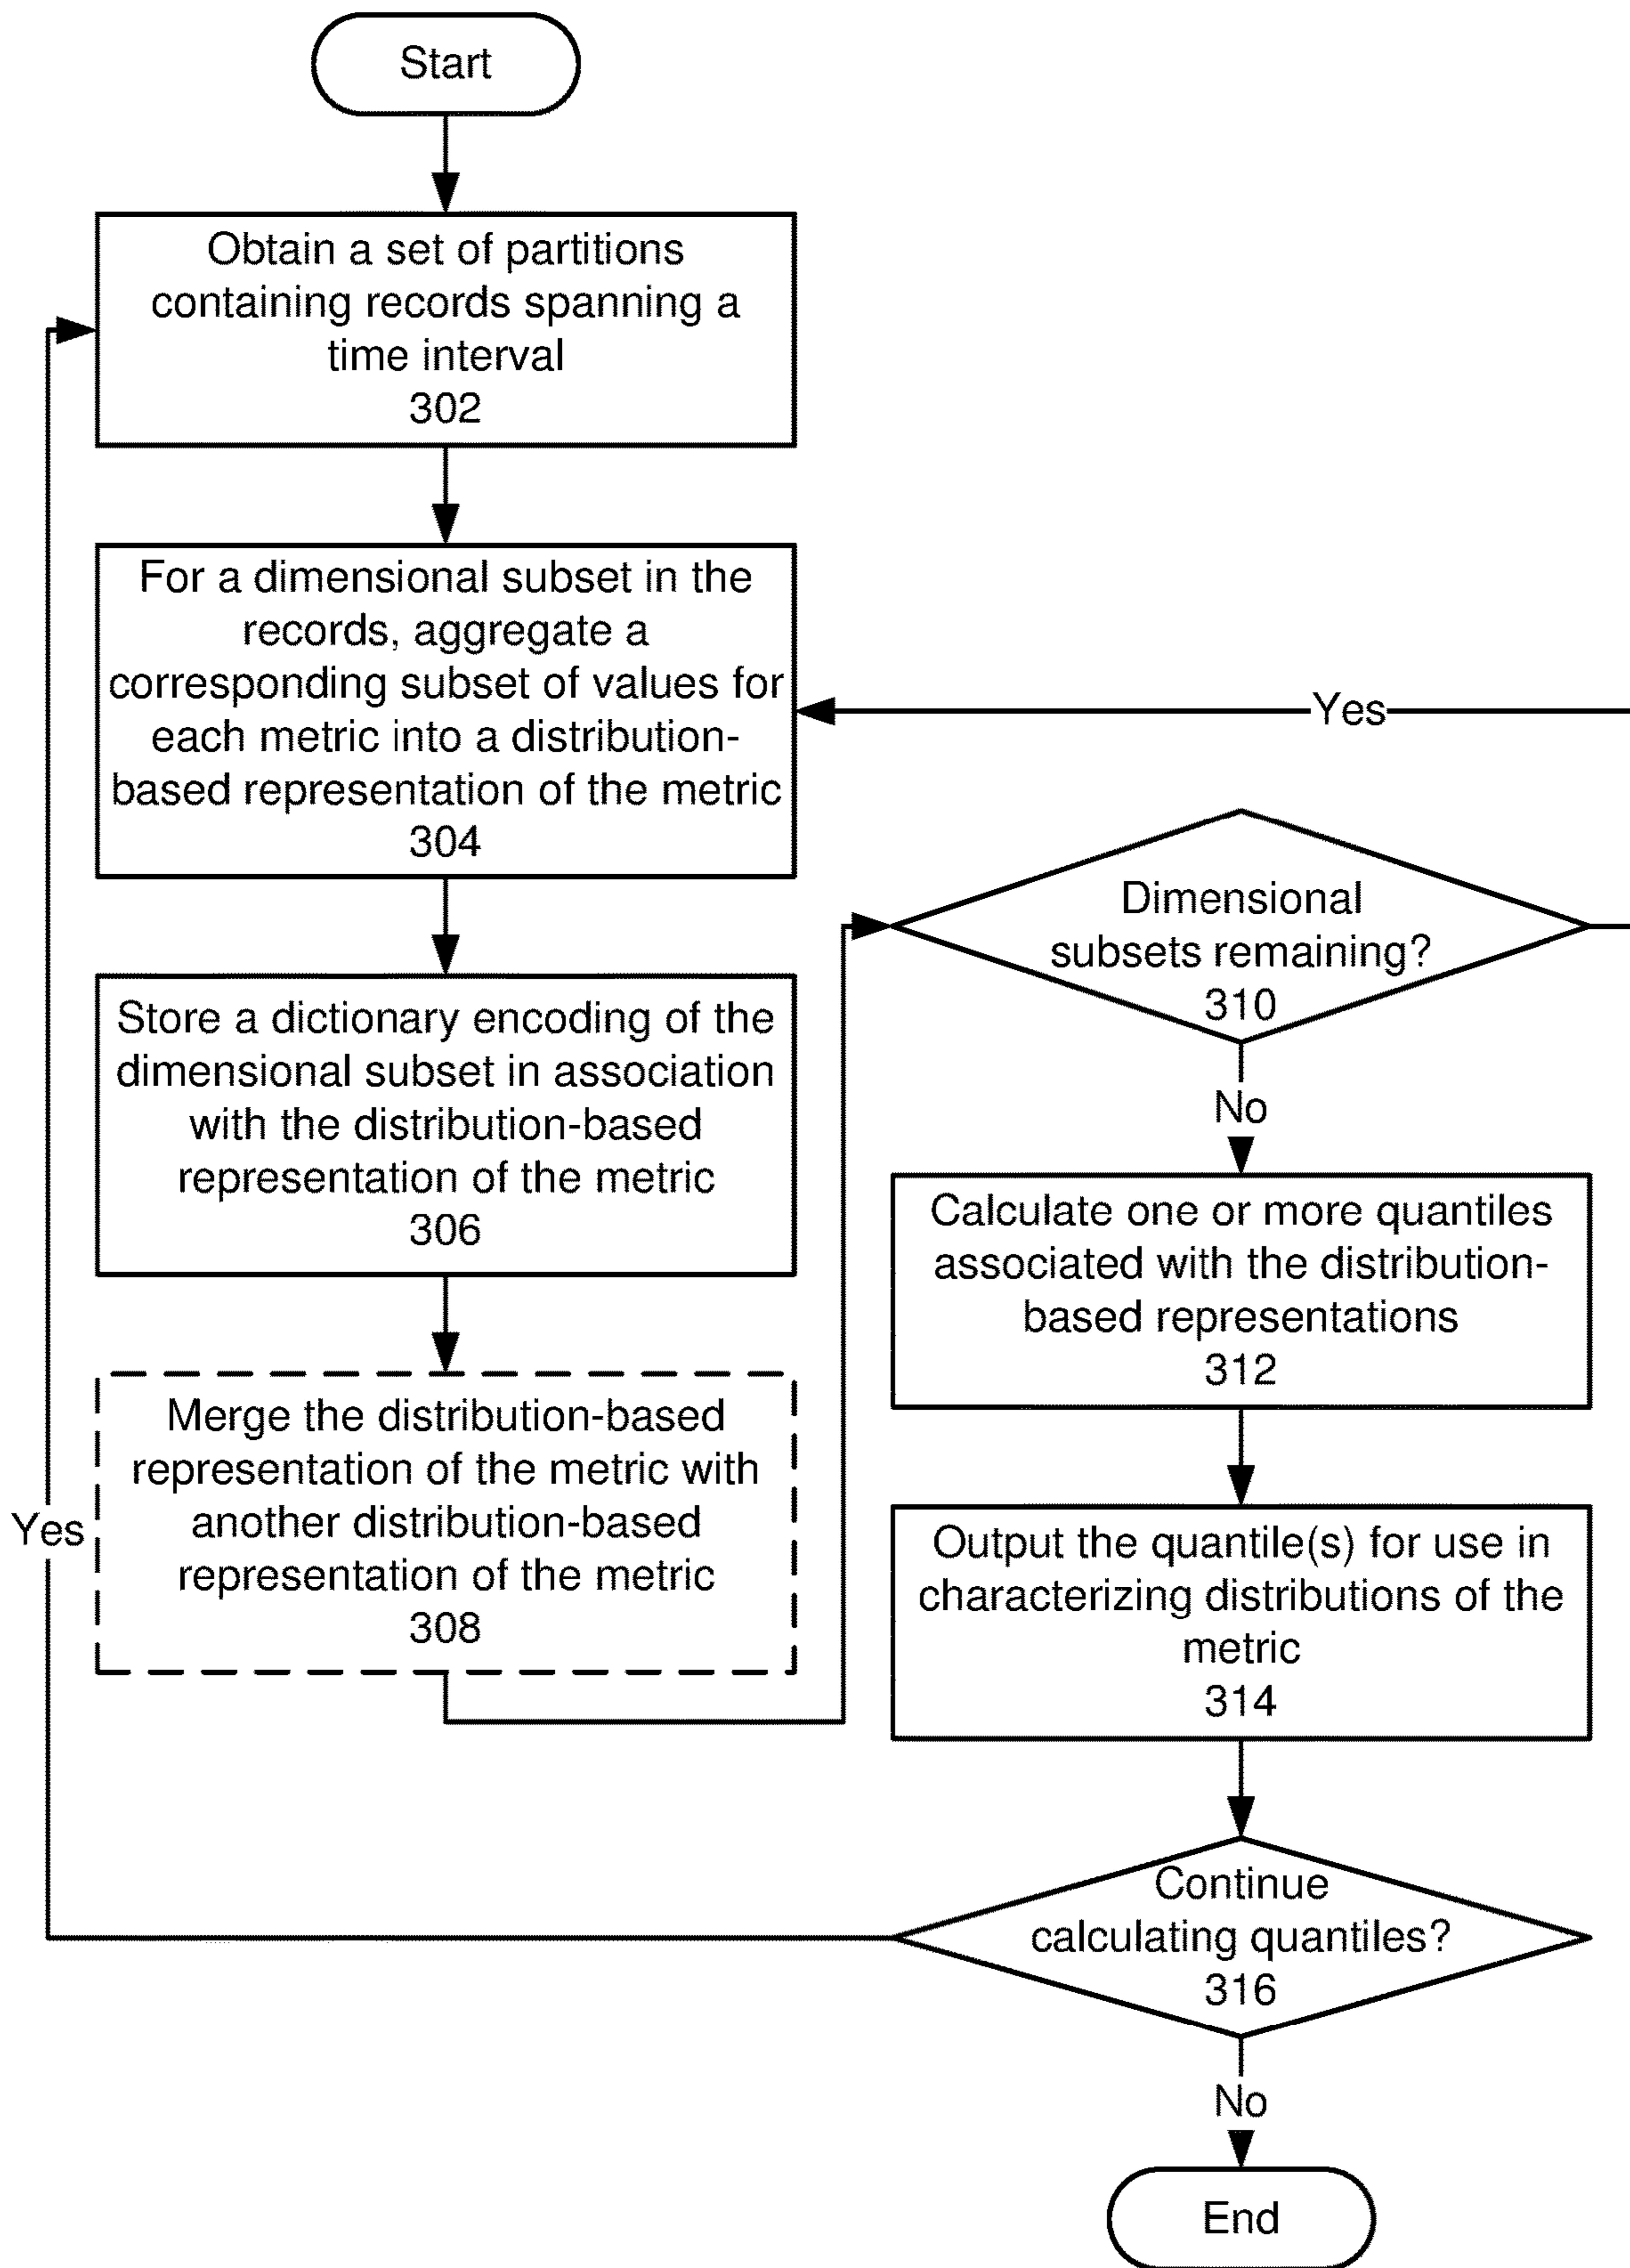 Start
Obtain a set of partitions
containing records spanning a
time interval
302
For a dimensional subset in the
records, aggregate a
corresponding subset of values for
each metric into a distribution-
based representation of the metric
304
Store a dictionary encoding of the
dimensional subset in association
with the distribution-based
representation of the metric
306
Merge the distribution-based
representation of the metric with
another distribution-based
representation of the metric
308
Yes
Yes
Dimensional
subsets remaining?
310
No
Calculate one or more quantiles
associated with the distribution-
based representations
312
Output the quantile(s) for use in
characterizing distributions of the
metric
314
Continue
calculating quantiles?
316
No
End